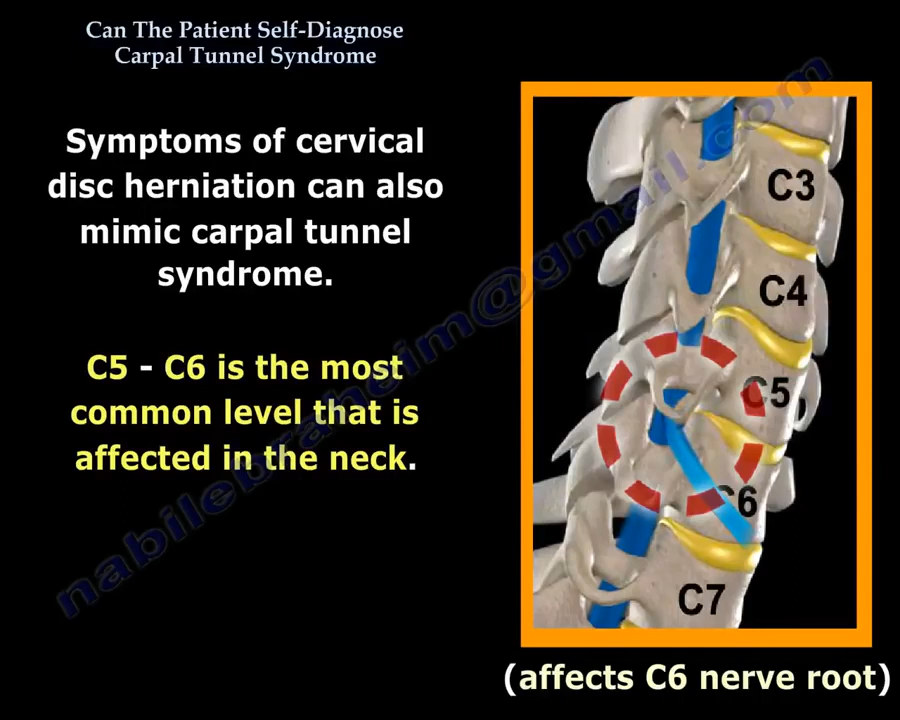 Can The Patient Self-Diagnose
Carpal Tunnel Syndrome
Symptoms of cervical
disc herniation can also
mimic carpal tunnel
syndrome.
C5 - C6 is the most
common level that is
affected in the neck.
C3
C4
C5
C6
C7
(affects C6 nerve root)
nabilebraheim@gmail.com